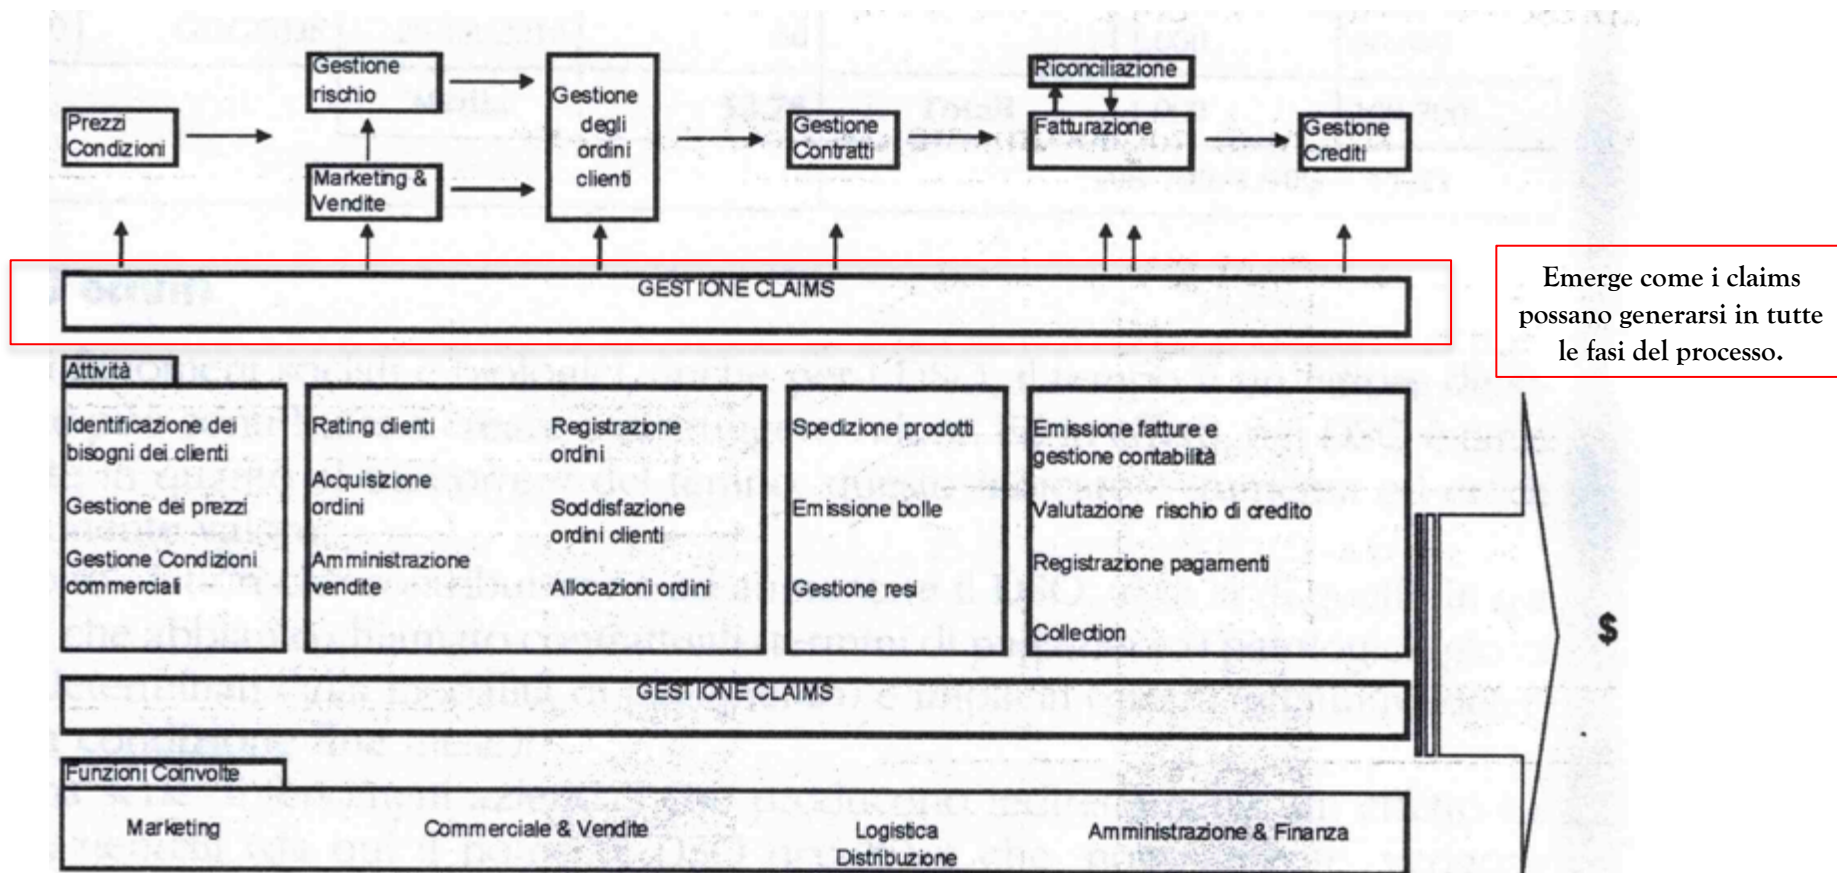 Gestione
rischio
Riconciliazione
Prezzi
Condizioni
Gestione
degli
ordini
clienti
Gestione
Contratti
Fatturazione
Gestione
Crediti
Marketing &
Vendite
GESTIONE CLAIMS
Emerge come i claims
possano generarsi in tutte
le fasi del processo.
Attività
Identificazione dei
bisogni dei clienti
Gestione dei prezzi
Gestione Condizioni
commerciali
Rating clienti
Acquisizione
ordini
Amministrazione
vendite
Registrazione
ordini
Soddisfazione
ordini clienti
Allocazioni ordini
Spedizione prodotti
Emissione bolle
Gestione resi
Emissione fatture e
gestione contabilità
Valutazione rischio di credito
Registrazione pagamenti
Collection
$
GESTIONE CLAIMS
Funzioni Coinvolte
Marketing
Commerciale & Vendite
Logistica
Distribuzione
Amministrazione & Finanza